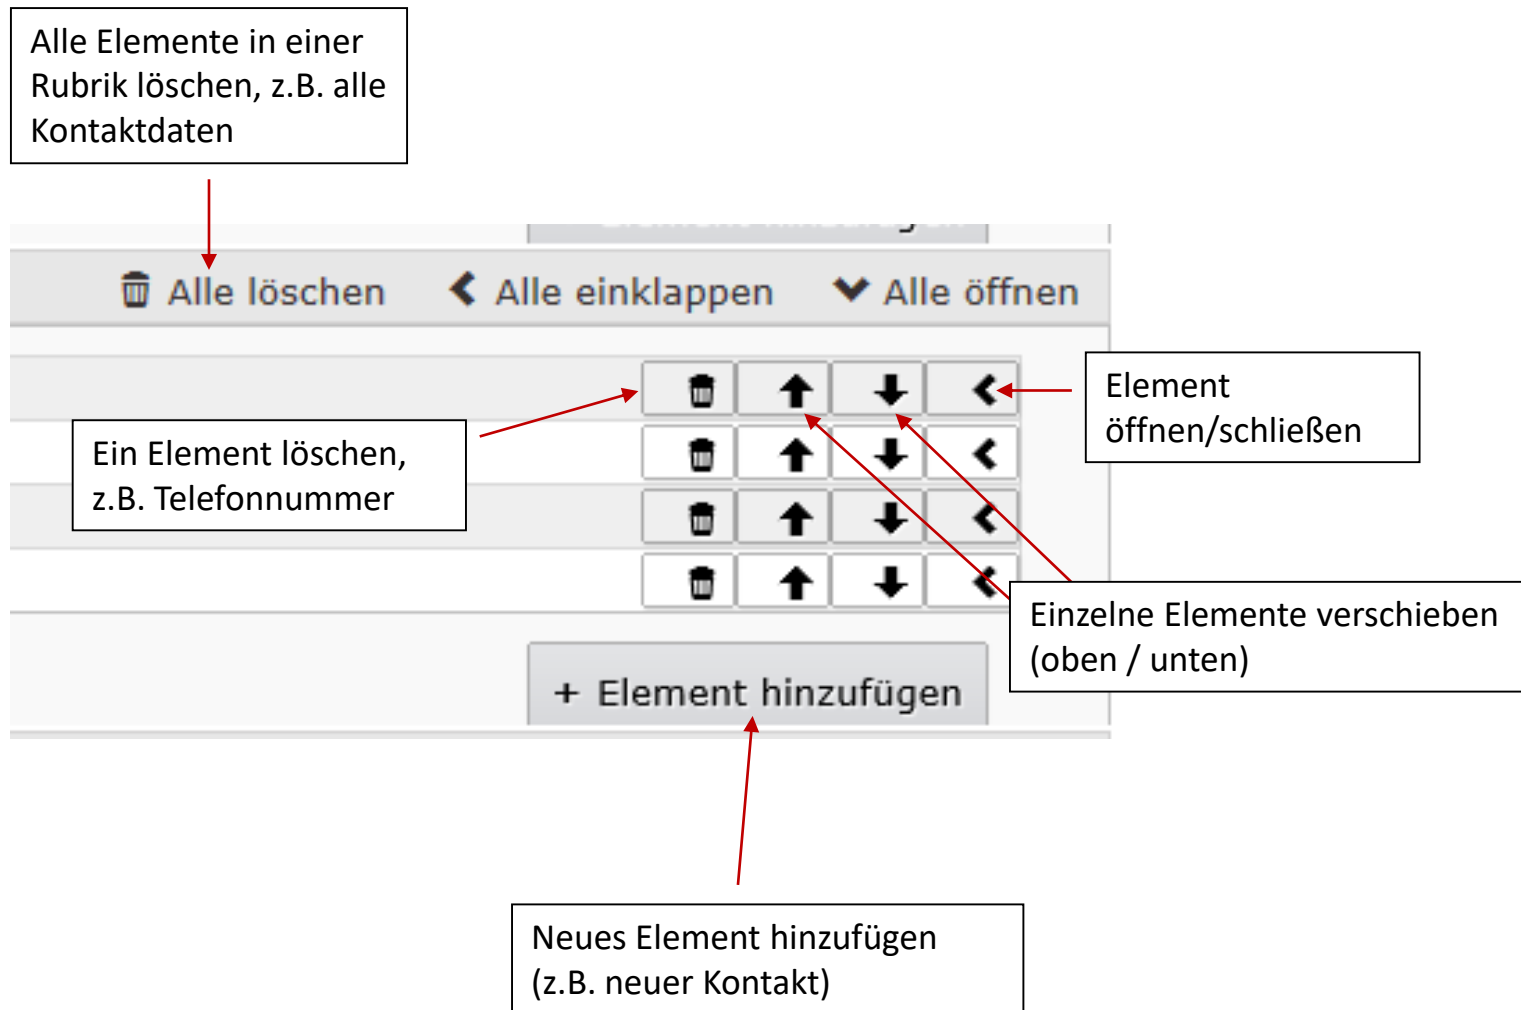 Alle Elemente in einer
Rubrik löschen, z.B. alle
Kontaktdaten
Alle löschen
Alle einklappen
Alle öffnen
Element
öffnen/schließen
Ein Element löschen,
z.B. Telefonnummer
Einzelne Elemente verschieben
(oben / unten)
+ Element hinzufügen
Neues Element hinzufügen
(z.B. neuer Kontakt)